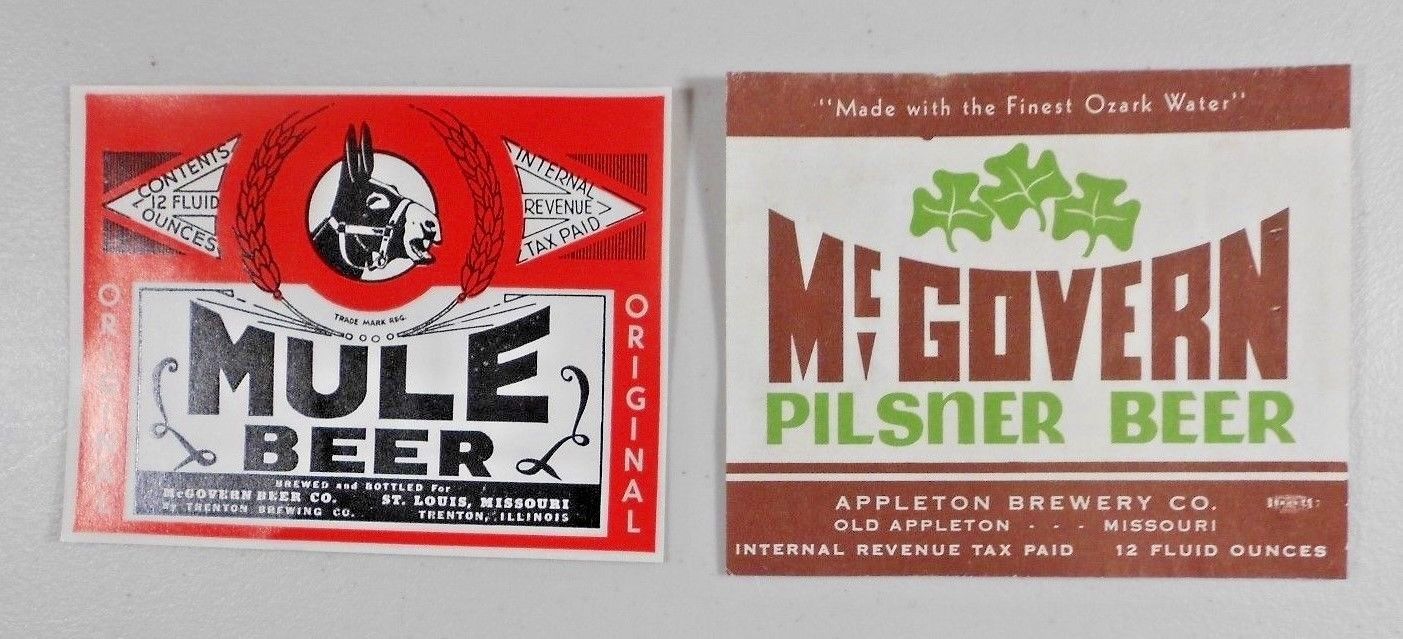 CONTENTS
12 FLUID
OUNCES
INTERNAL
REVENUE
TAX PAID
TRADE MARK REG.
ORIGINAL
MULE
BEER
ORIGINAL
BREWED and BOTTLED For
McGOVERN BEER CO. ST. LOUIS, MISSOURI
By TRENTON BREWING CO. TRENTON, ILLINOIS
"Made with the Finest Ozark Water"
McGOVERN
PILSNER BEER
APPLETON BREWERY CO.
OLD APPLETON - - - MISSOURI
INTERNAL REVENUE TAX PAID 12 FLUID OUNCES